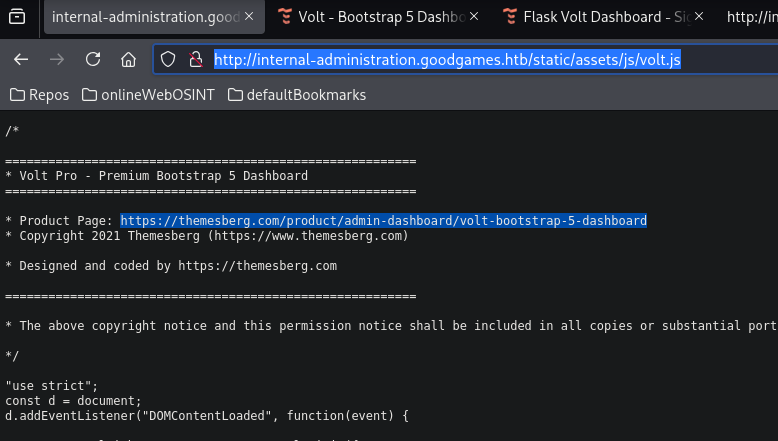 internal-administration.good
Volt - Bootstrap 5 Dashbo
Flask Volt Dashboard - Si
http://in
http://internal-administration.goodgames.htb/static/assets/js/volt.js
Repos
onlineWebOSINT
defaultBookmarks
/*
=========================================================
* Volt Pro - Premium Bootstrap 5 Dashboard
=========================================================
* Product Page: https://themesberg.com/product/admin-dashboard/volt-bootstrap-5-dashboard
* Copyright 2021 Themesberg (https://www.themesberg.com)
* Designed and coded by https://themesberg.com
=========================================================
* The above copyright notice and this permission notice shall be included in all copies or substantial port
*/
"use strict";
const d = document;
d.addEventListener("DOMContentLoaded", function(event) {